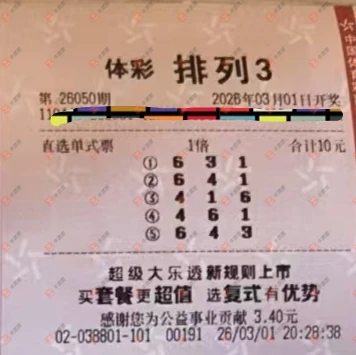 体彩 排列3
第 26050期 2026年03月01日开奖
直选单式票 1倍 合计10元
① 6 3 1
② 6 4 1
③ 4 1 6
④ 4 6 1
⑤ 6 4 3
超级大乐透新规则上市
买套餐更超值 选复式有优势
感谢您为公益事业贡献 3.40元
02-038801-101 00191 26/03/01 20:28:38
中国体